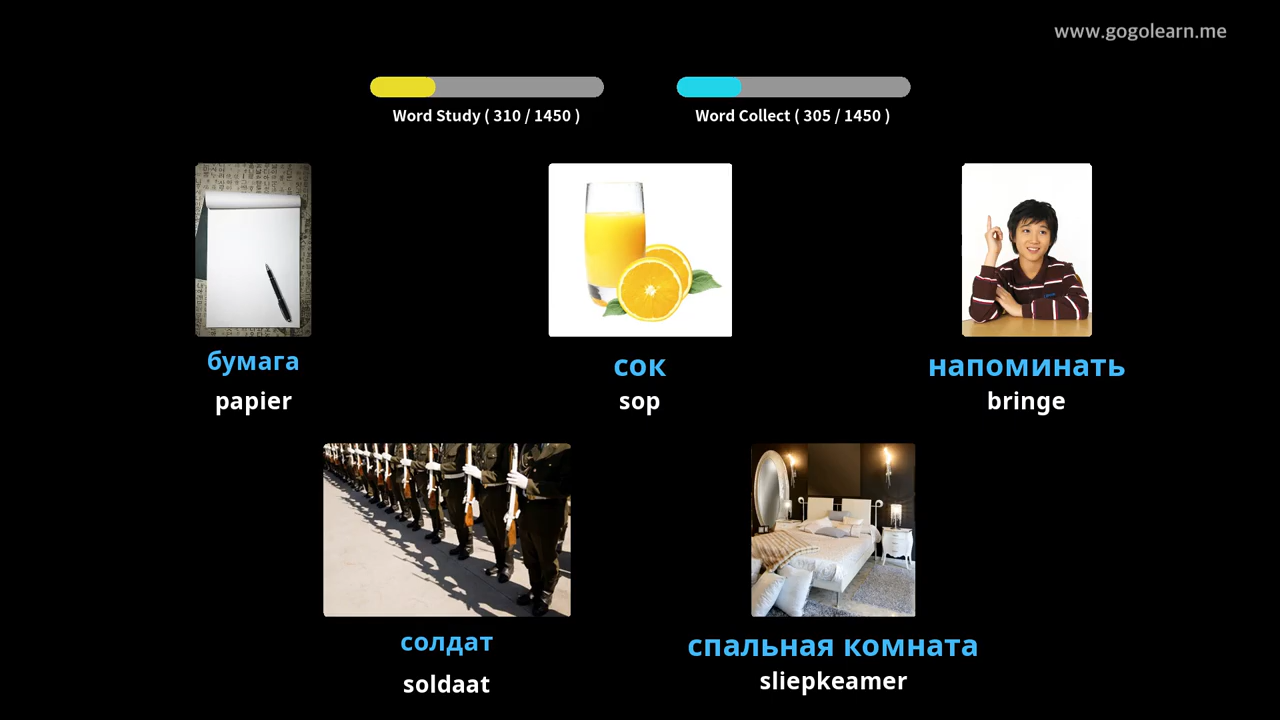 www.gogolearn.me
Word Study ( 310 / 1450 )
Word Collect ( 305 / 1450 )
бумага
papier
сок
sop
напоминать
bringe
солдат
soldaat
спальная комната
sliepkeamer